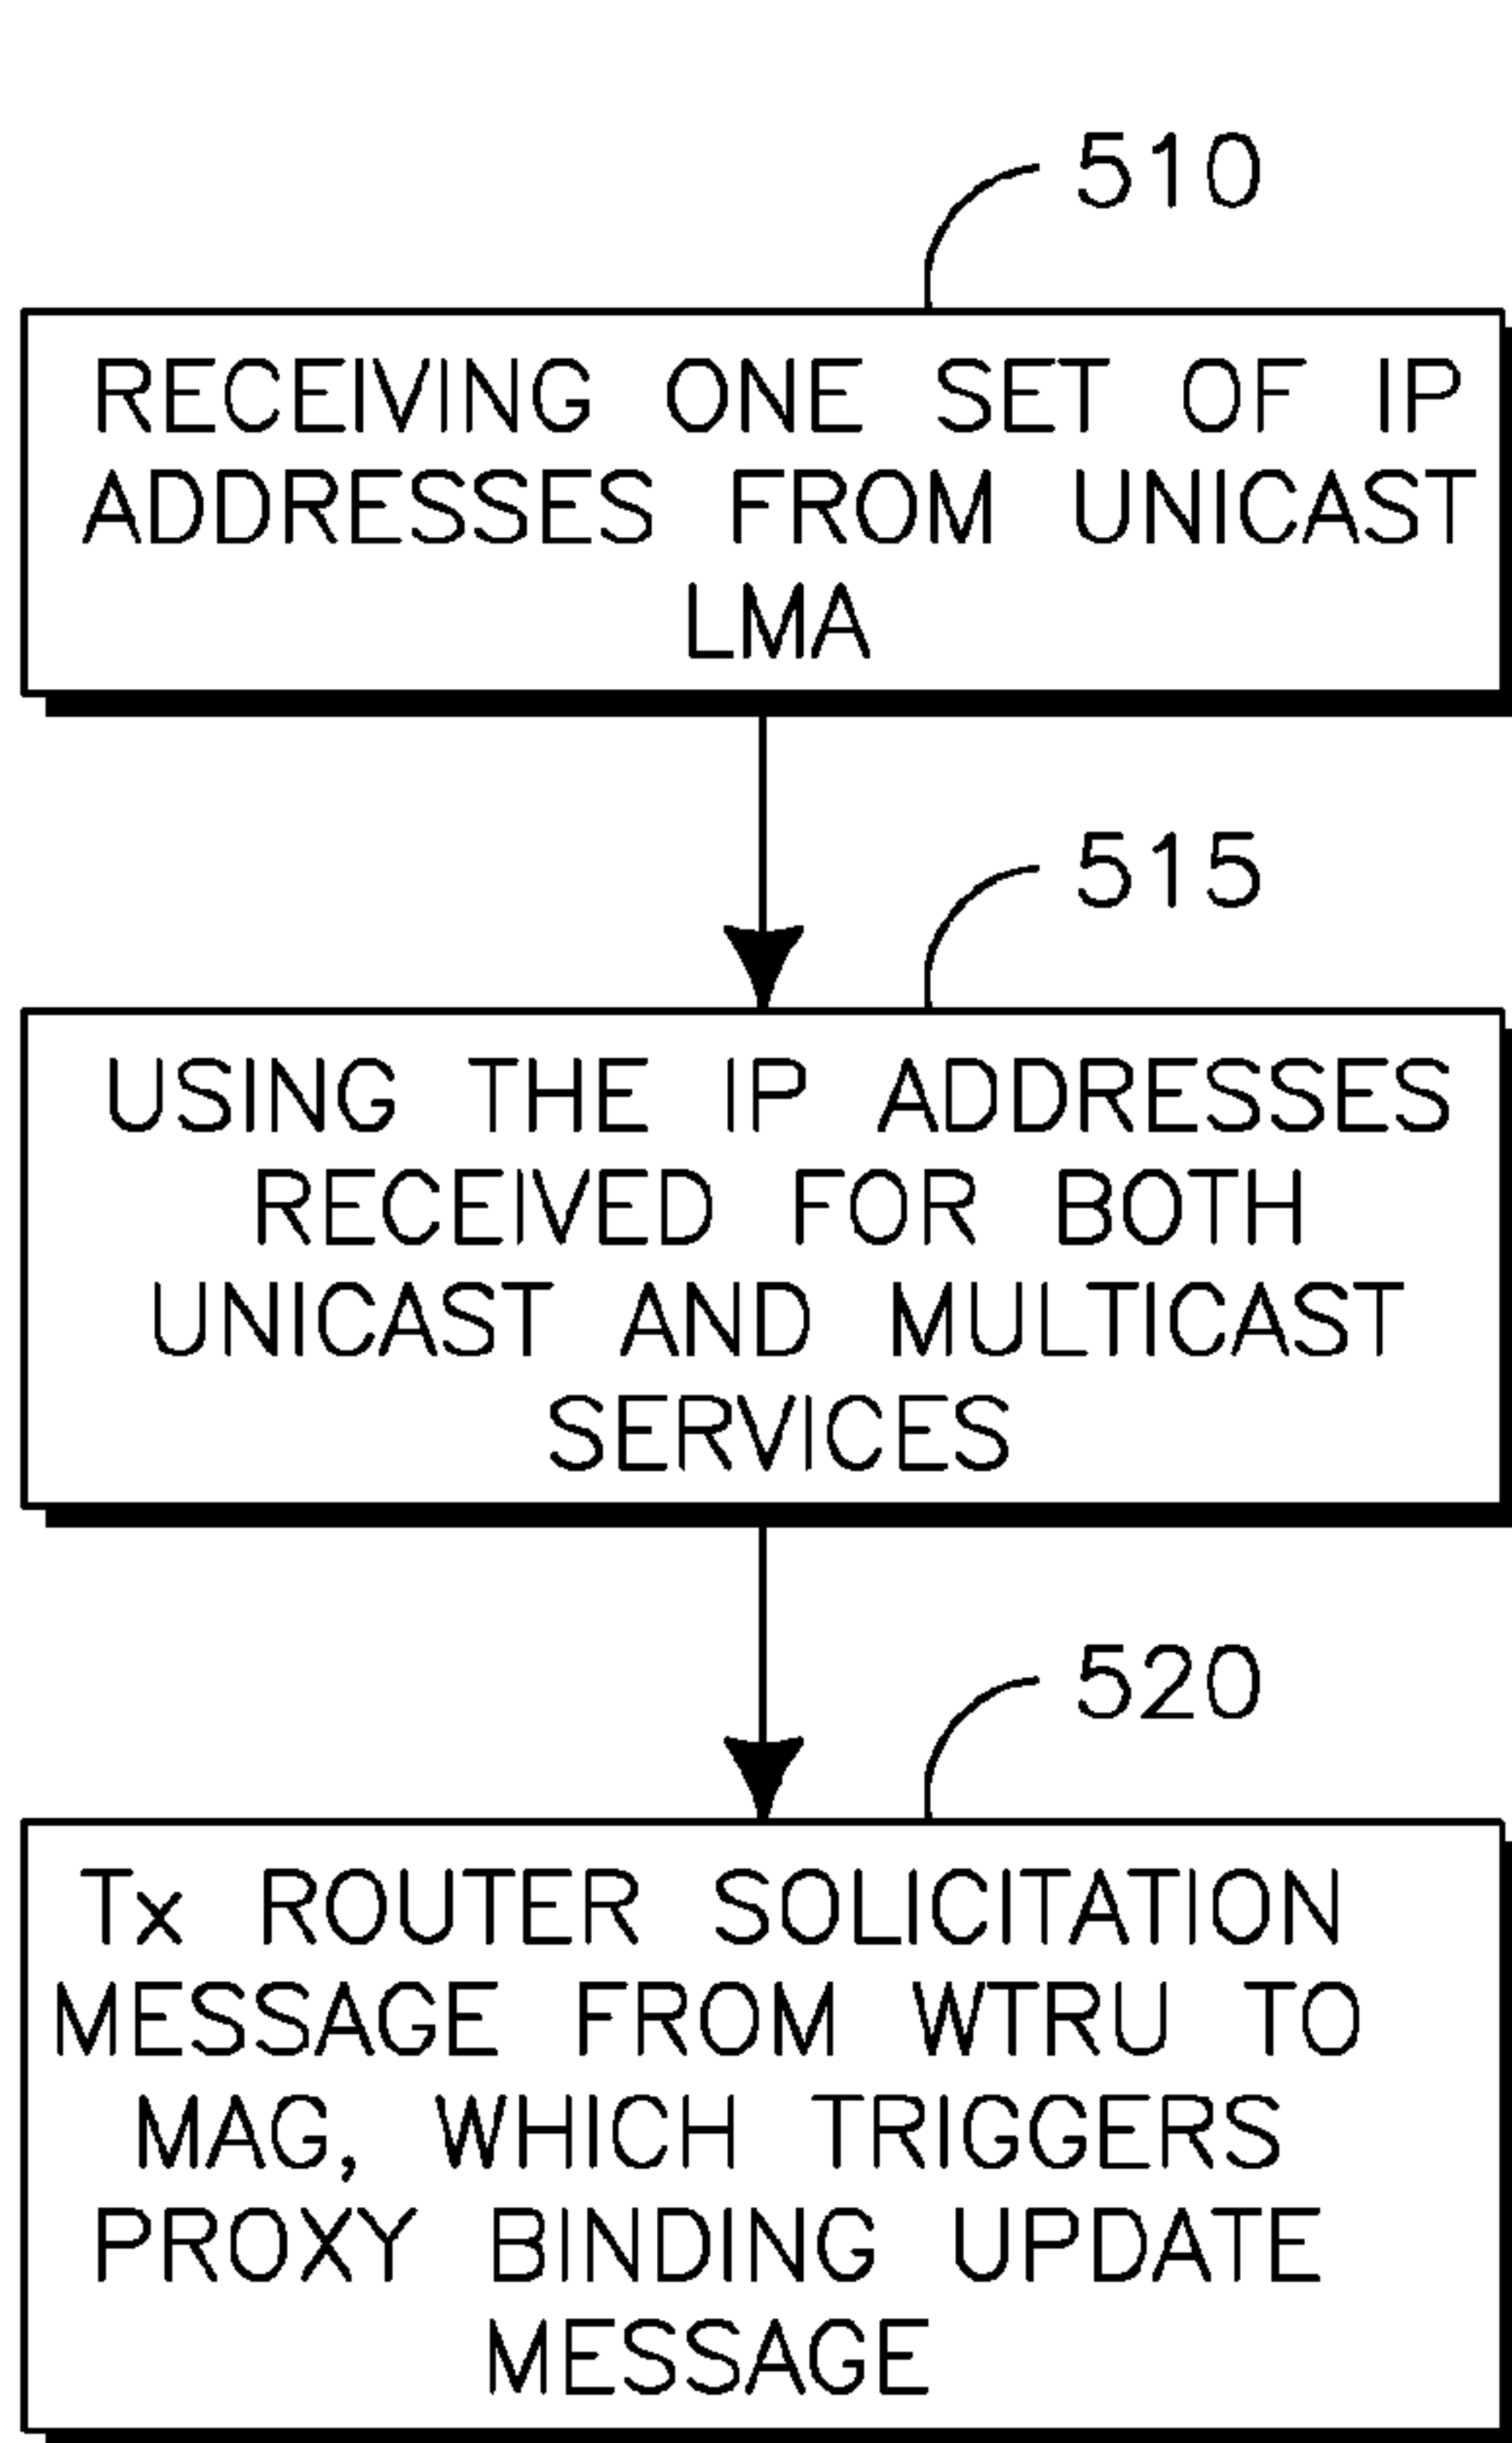 510
RECEIVING ONE SET OF IP
ADDRESSES FROM UNICAST
LMA
515
USING THE IP ADDRESSES
RECEIVED FOR BOTH
UNICAST AND MULTICAST
SERVICES
520
Tx ROUTER SOLICITATION
MESSAGE FROM WTRU TO
MAG, WHICH TRIGGERS
PROXY BINDING UPDATE
MESSAGE